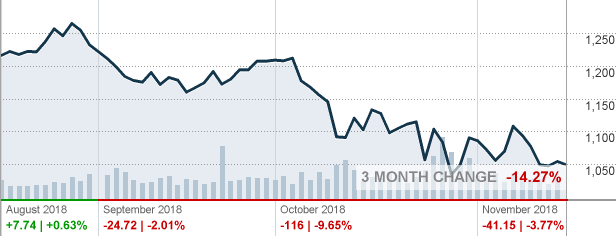 1,250
1,200
1,150
1,100
1,050
3 MONTH CHANGE -14.27%
August 2018 September 2018 October 2018 November 2018
+7.74 | +0.63% -24.72 | -2.01% -116 | -9.65% -41.15 | -3.77%